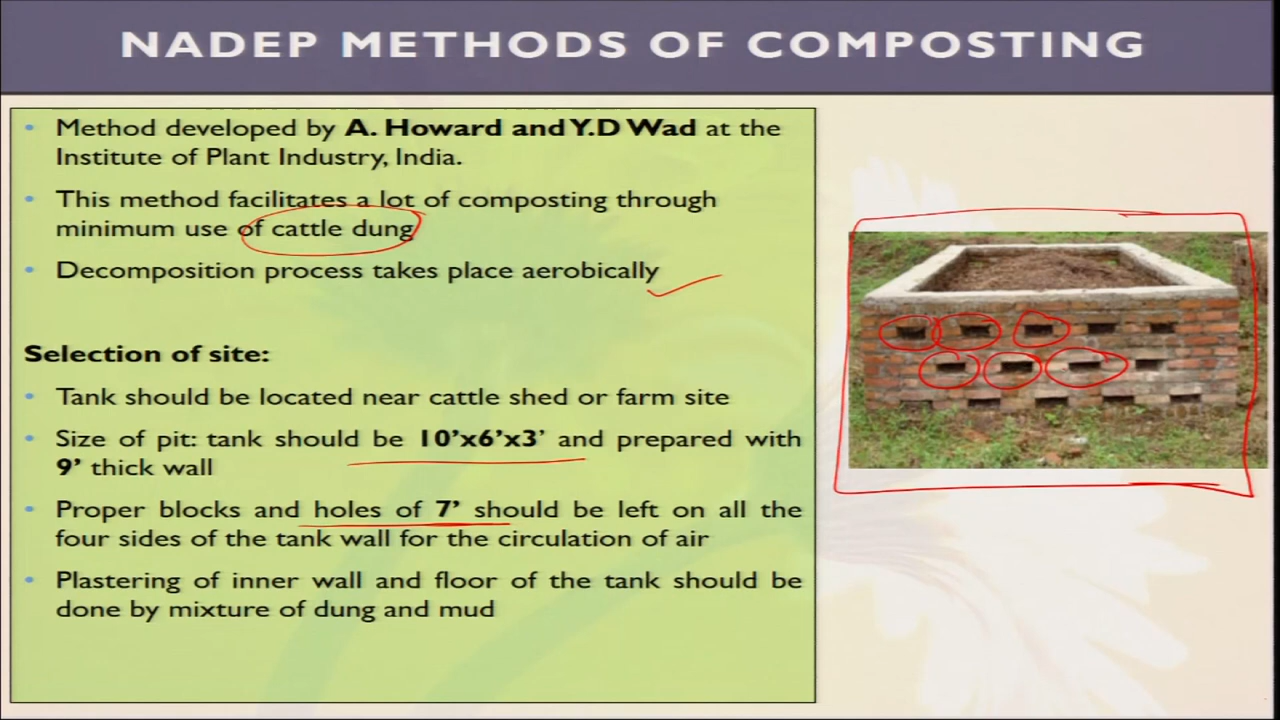 NADEP METHODS OF COMPOSTING
• Method developed by A. Howard and Y.D Wad at the
Institute of Plant Industry, India.
• This method facilitates a lot of composting through
minimum use of cattle dung
• Decomposition process takes place aerobically
Selection of site:
• Tank should be located near cattle shed or farm site
• Size of pit: tank should be 10’x6’x3’ and prepared with
9’ thick wall
• Proper blocks and holes of 7’ should be left on all the
four sides of the tank wall for the circulation of air
• Plastering of inner wall and floor of the tank should be
done by mixture of dung and mud